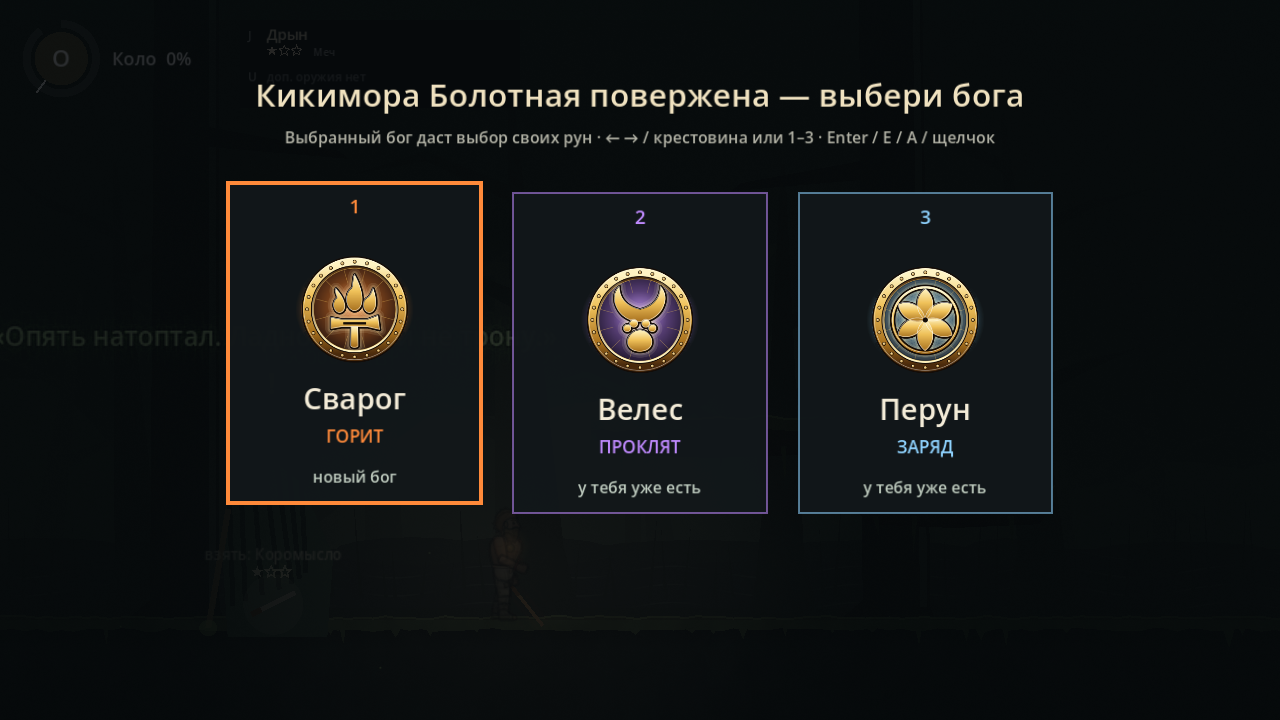 J Дрын
★☆☆ Меч
О
Коло 0%
U доп. оружия нет
Кикимора Болотная повержена — выбери бога
Выбранный бог даст выбор своих рун · ← → / крестовина или 1–3 · Enter / E / A / щелчок
1
2
3
«Опять натоптал.
Сварог
ГОРИТ
новый бог
Велес
ПРОКЛЯТ
у тебя уже есть
Перун
ЗАРЯД
у тебя уже есть
взять: Коромысло
★☆☆